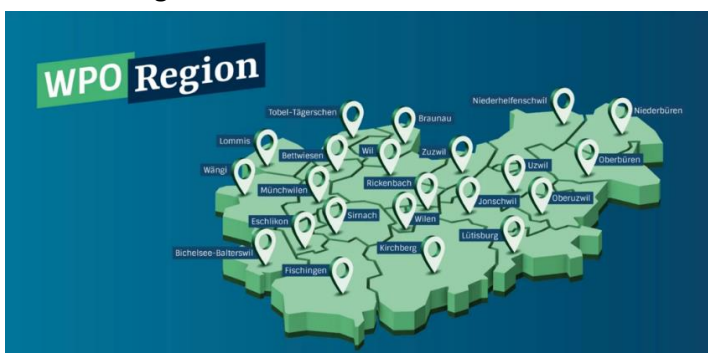 WPO Region
Niederhelfenschwil
Tobel-Tägerschen
Braunau
Niederbüren
Lommis
Bettwiesen
Wil
Zuzwil
Uzwil
Oberbüren
Wängi
Münchwilen
Rickenbach
Jonschwil
Oberuzwil
Eschlikon
Sirnach
Wilen
Lütisburg
Bichelsee-Balterswil
Kirchberg
Fischingen